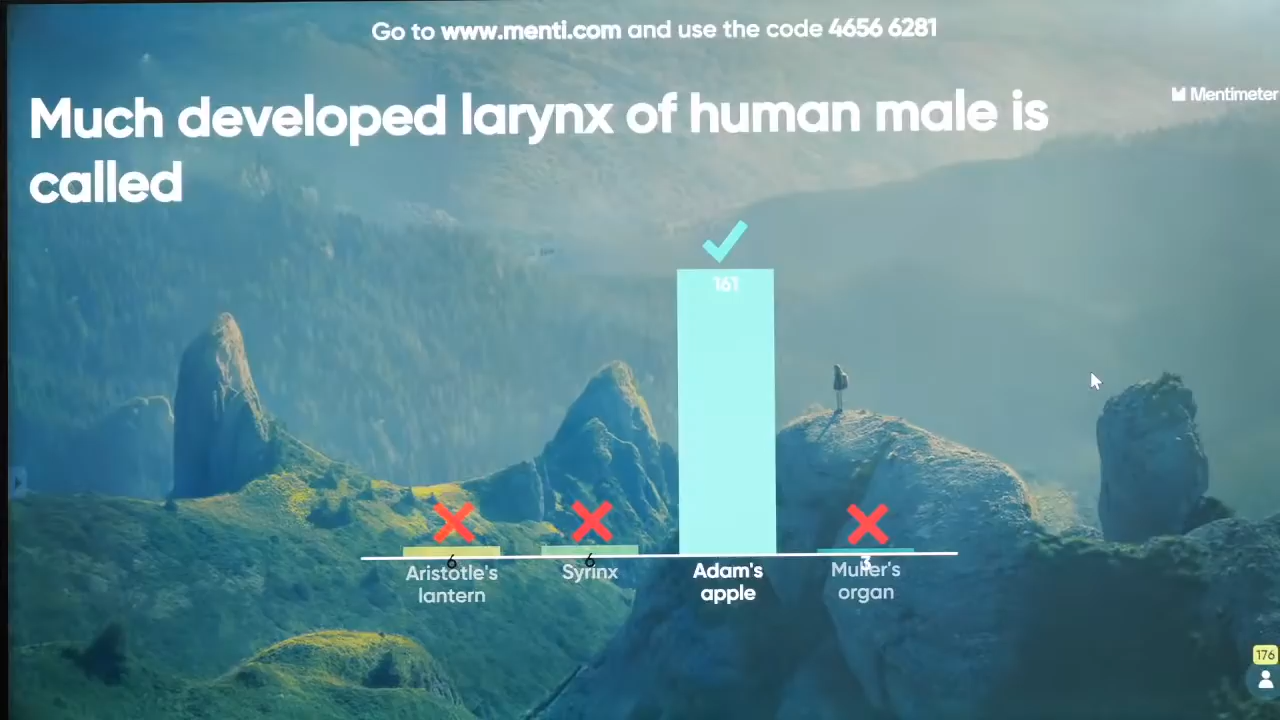 Go to www.menti.com and use the code 4656 6281
Mentimeter
Much developed larynx of human male is
called
161
6
6
3
Aristotle's
lantern
Syrinx
Adam's
apple
Muller's
organ
176